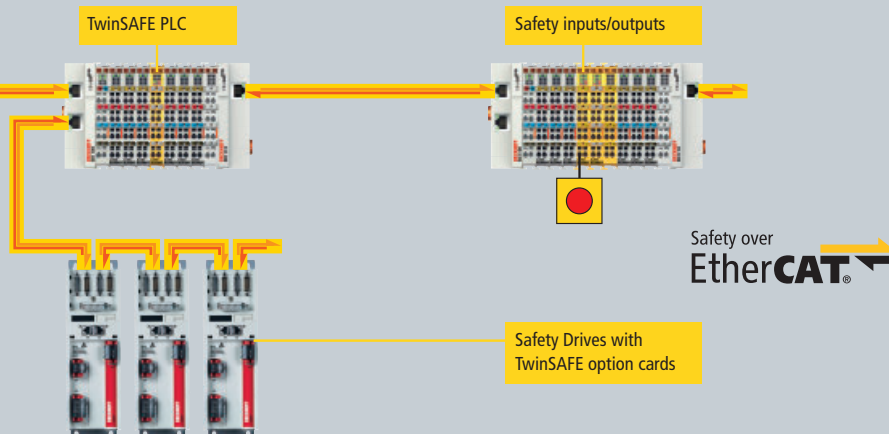 TwinSAFE PLC
Safety inputs/outputs
Safety over
EtherCAT®
Safety Drives with
TwinSAFE option cards